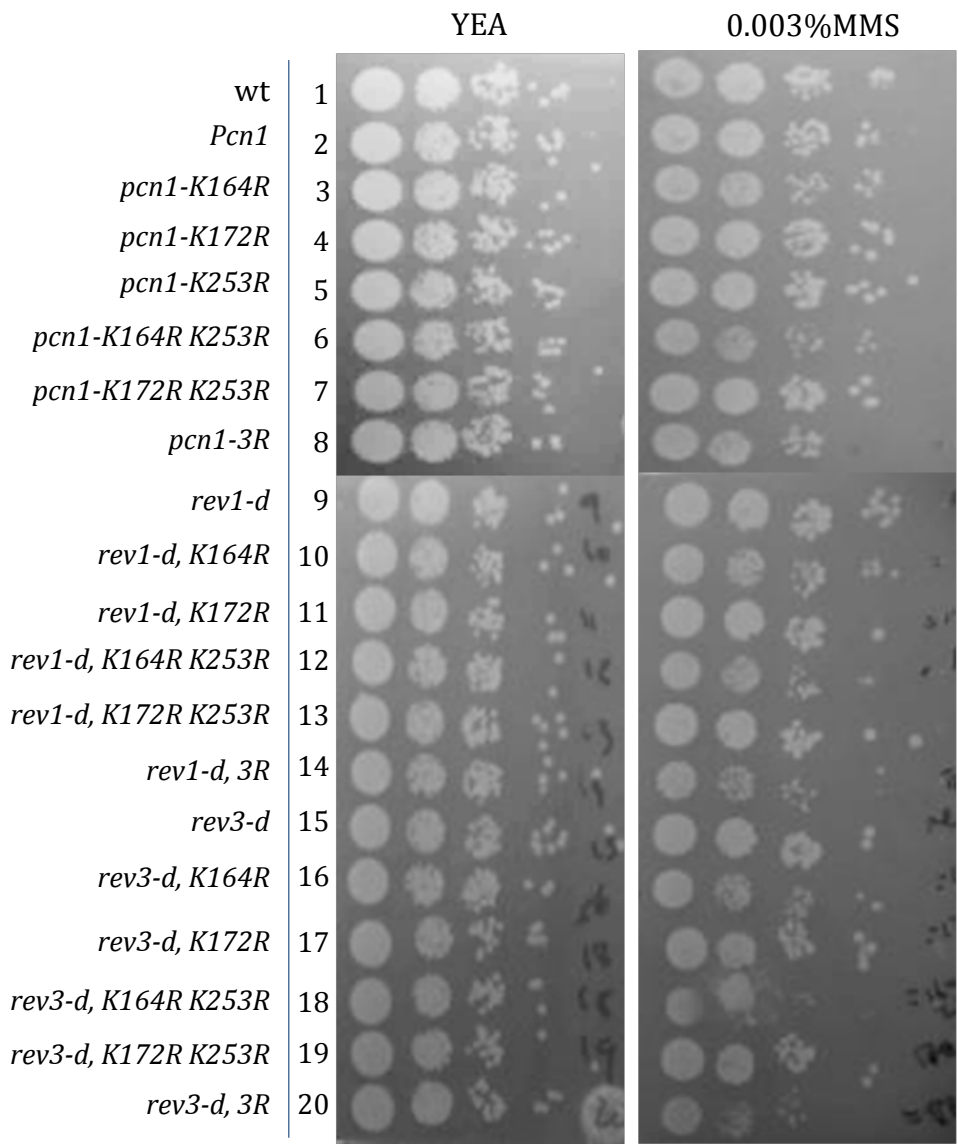 YEA 0.003%MMS
wt 1
Pcn1 2
pcn1-K164R 3
pcn1-K172R 4
pcn1-K253R 5
pcn1-K164R K253R 6
pcn1-K172R K253R 7
pcn1-3R 8
rev1-d 9
rev1-d, K164R 10
rev1-d, K172R 11
rev1-d, K164R K253R 12
rev1-d, K172R K253R 13
rev1-d, 3R 14
rev3-d 15
rev3-d, K164R 16
rev3-d, K172R 17
rev3-d, K164R K253R 18
rev3-d, K172R K253R 19
rev3-d, 3R 20